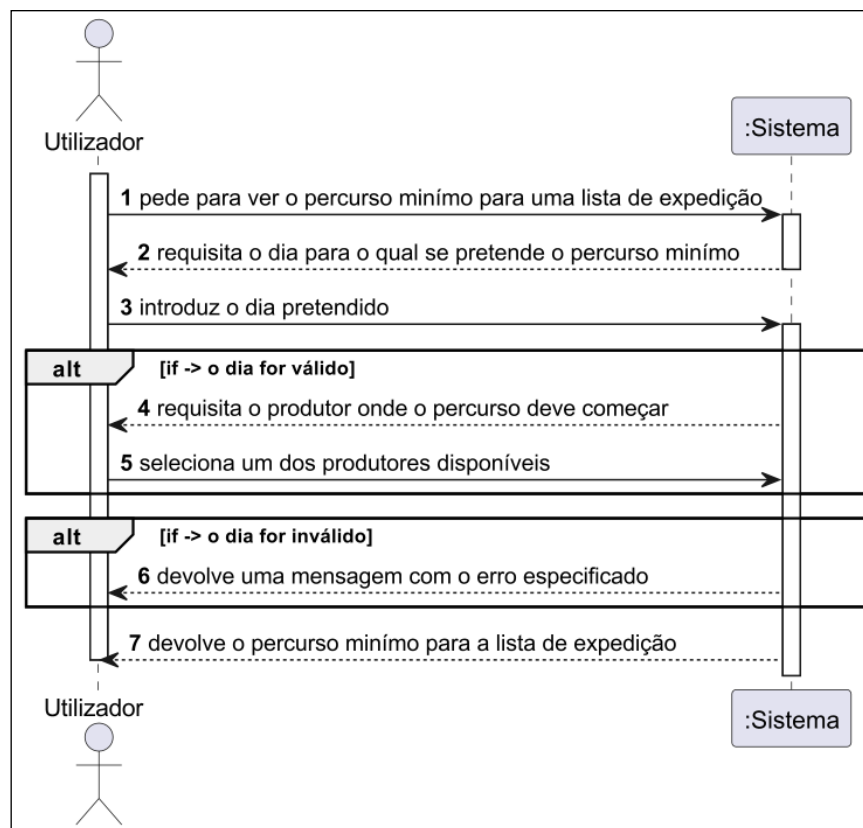 Utilizador
:Sistema
1 pede para ver o percurso minímo para uma lista de expedição
2 requisita o dia para o qual se pretende o percurso minímo
3 introduz o dia pretendido
alt [if -> o dia for válido]
4 requisita o produtor onde o percurso deve começar
5 seleciona um dos produtores disponíveis
alt [if -> o dia for inválido]
6 devolve uma mensagem com o erro especificado
7 devolve o percurso minímo para a lista de expedição
Utilizador
:Sistema